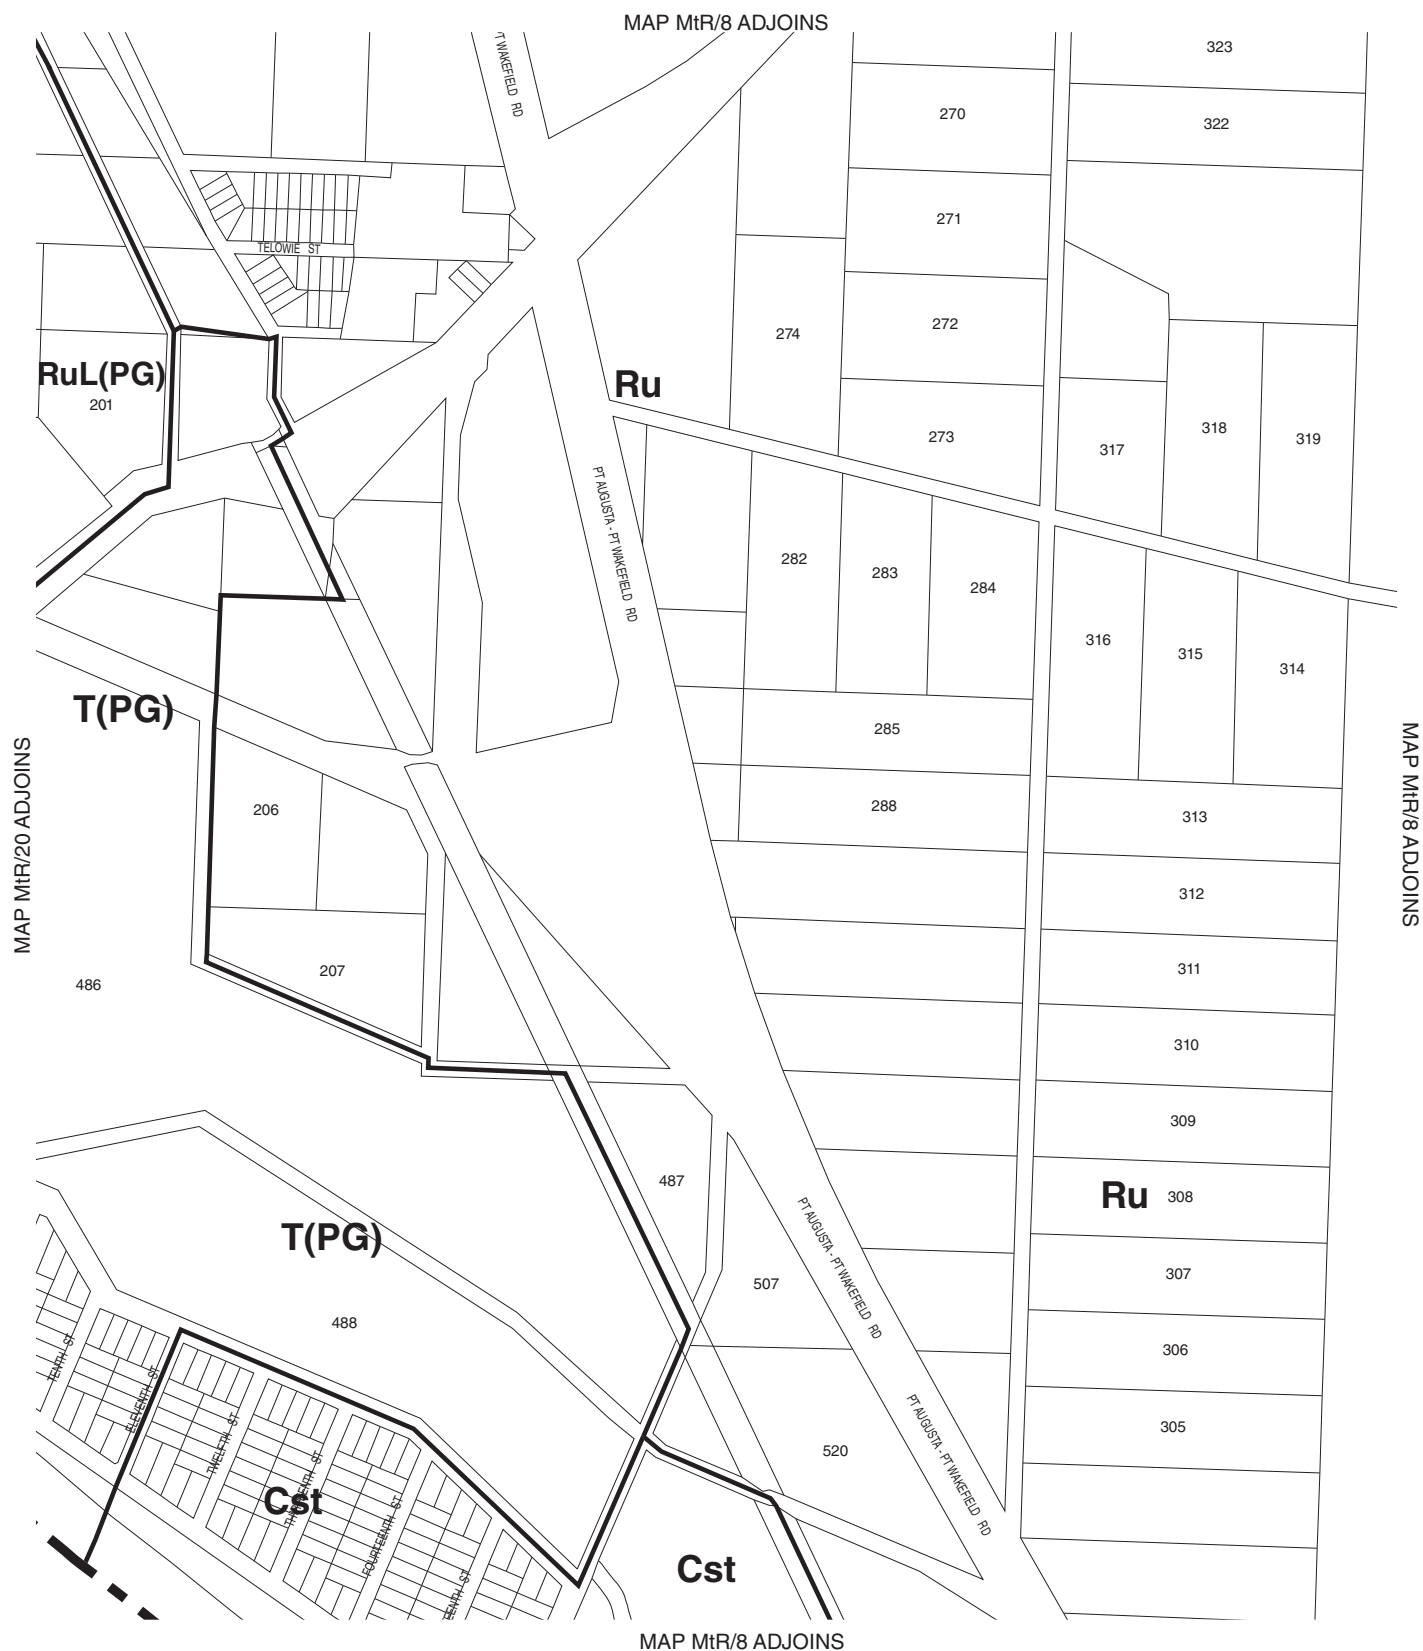 MAP MtR/8 ADJOINS
323
PT WAKEFIELD RD
270
322
271
TELOWIE ST
272
274
RuL(PG)
201
Ru
273
317
318
319
PT AUGUSTA - PT WAKEFIELD RD
282
283
284
316
315
314
T(PG)
285
MAP MtR/20 ADJOINS
MAP MtR/8 ADJOINS
206
288
313
312
207
311
486
310
309
487
Ru
308
PT AUGUSTA - PT WAKEFIELD RD
T(PG)
507
307
488
306
TENTH ST
ELEVENTH ST
TWELFTH ST
305
PT AUGUSTA - PT WAKEFIELD RD
520
THIRTEENTH ST
Cst
FOURTEENTH ST
Cst
EENTH ST
MAP MtR/8 ADJOINS